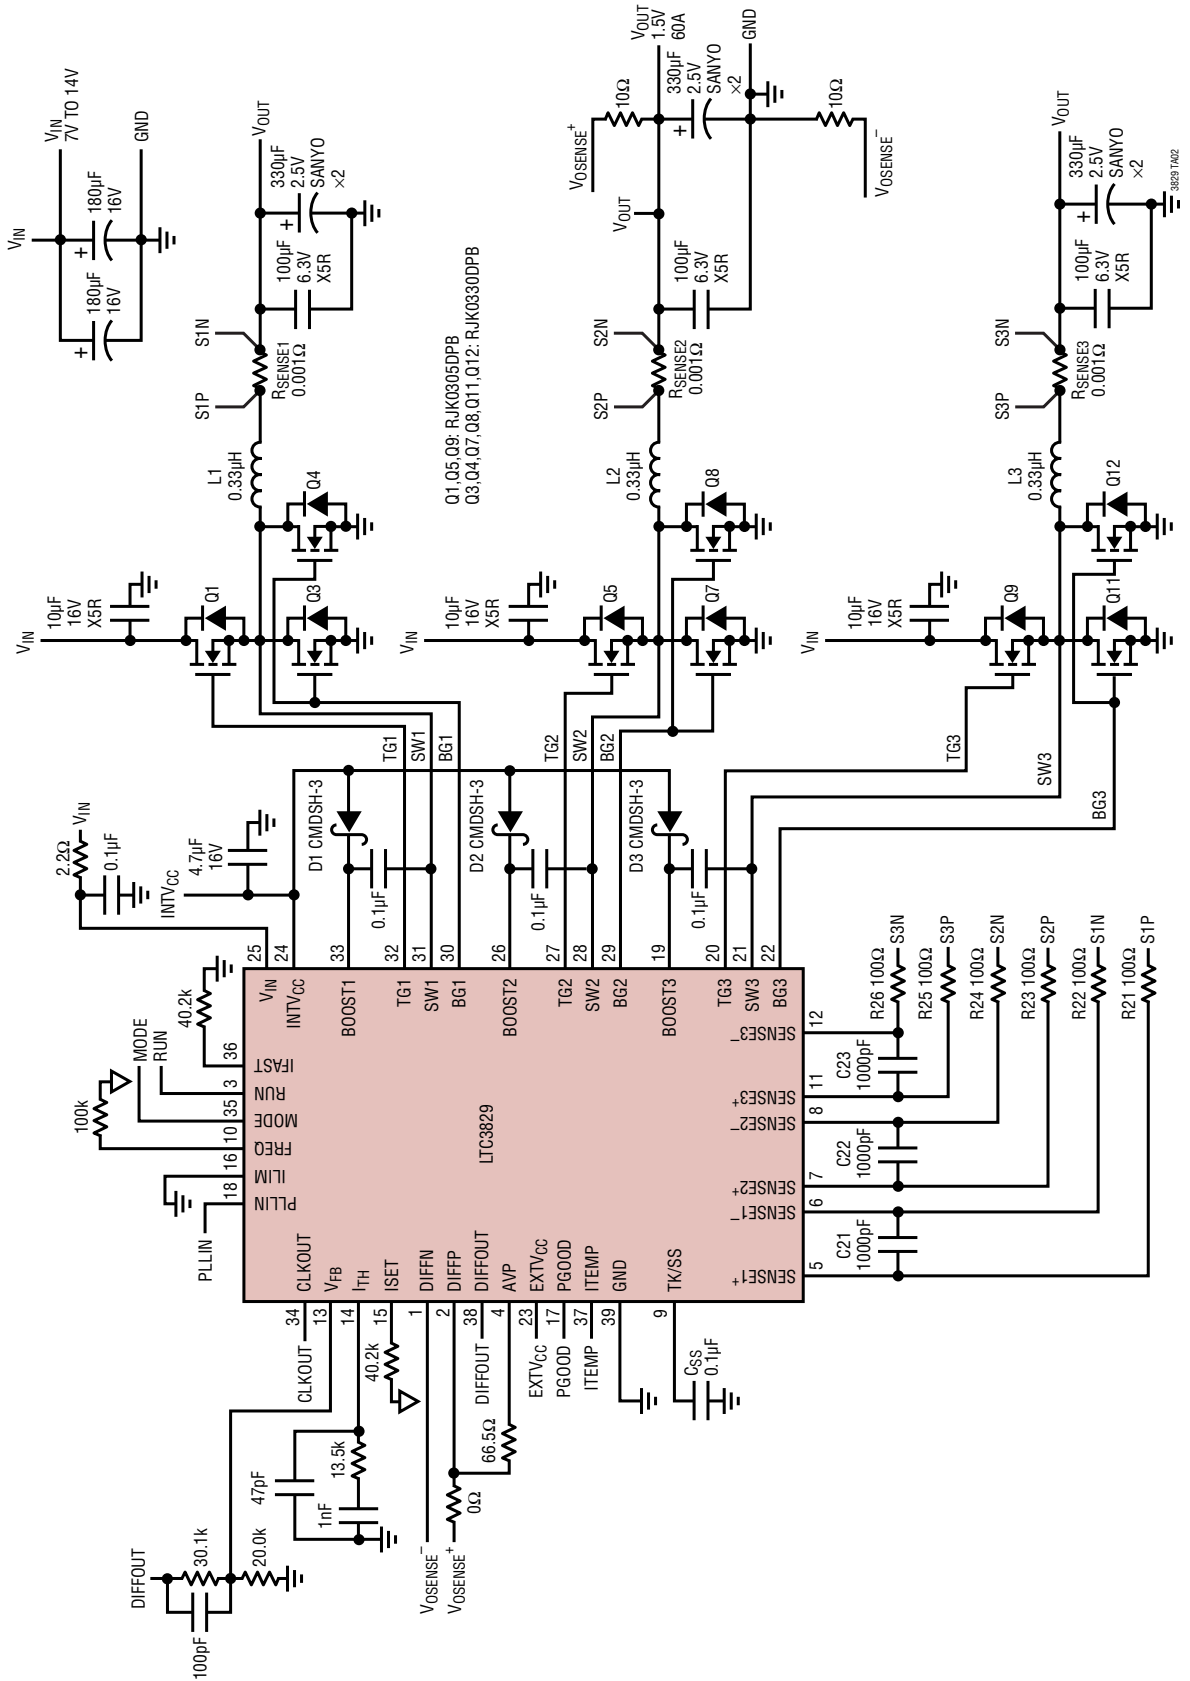 VIN
VIN
7V TO 14V
180µF
16V
180µF
16V
GND
VIN
10µF
16V
X5R
Q1
Q3
Q4
L1
0.33µH
S1P
S1N
RSENSE1
0.001Ω
100µF
6.3V
X5R
330µF
2.5V
SANYO
×2
VOUT
Q1,Q5,Q9: RJK0305DPB
Q3,Q4,Q7,Q8,Q11,Q12: RJK0330DPB
VIN
10µF
16V
X5R
Q5
Q7
Q8
L2
0.33µH
S2P
S2N
RSENSE2
0.001Ω
100µF
6.3V
X5R
VOUT
VOSENSE+
10Ω
VOUT
1.5V
60A
330µF
2.5V
SANYO
×2
GND
10Ω
VOSENSE−
VIN
10µF
16V
X5R
Q9
Q11
Q12
L3
0.33µH
S3P
S3N
RSENSE3
0.001Ω
100µF
6.3V
X5R
330µF
2.5V
SANYO
×2
VOUT
3829 TA02
TG1
SW1
BG1
TG2
SW2
BG2
TG3
SW3
BG3
2.2Ω
VIN
0.1µF
INTVCC
4.7µF
16V
D1 CMDSH-3
0.1µF
D2 CMDSH-3
0.1µF
D3 CMDSH-3
0.1µF
25
24
33
32
31
30
26
27
28
29
19
20
21
22
VIN
INTVCC
BOOST1
TG1
SW1
BG1
BOOST2
TG2
SW2
BG2
BOOST3
TG3
SW3
BG3
LTC3829
40.2k
MODE
RUN
100k
PLLIN
36
3
35
10
16
18
IFAST
RUN
MODE
FREQ
ILIM
PLLIN
SENSE3−
SENSE3+
SENSE2−
SENSE2+
SENSE1−
SENSE1+
12
11
8
7
6
5
C23
1000pF
C22
1000pF
C21
1000pF
R26 100Ω
S3N
R25 100Ω
S3P
R24 100Ω
S2N
R23 100Ω
S2P
R22 100Ω
S1N
R21 100Ω
S1P
CLKOUT
VFB
ITH
ISET
DIFFN
DIFFP
DIFFOUT
AVP
EXTVCC
PGOOD
ITEMP
GND
TK/SS
34
13
14
15
1
2
38
4
23
17
37
39
9
CLKOUT
40.2k
DIFFOUT
EXTVCC
PGOOD
ITEMP
CSS
0.1µF
66.5Ω
0Ω
47pF
13.5k
1nF
VOSENSE−
VOSENSE+
DIFFOUT
30.1k
20.0k
100pF